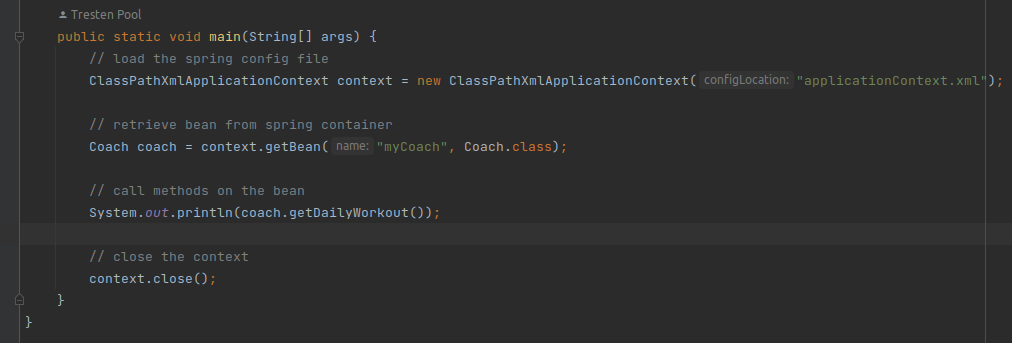 Tresten Pool
public static void main(String[] args) {
// load the spring config file
ClassPathXmlApplicationContext context = new ClassPathXmlApplicationContext( configLocation: "applicationContext.xml");
// retrieve bean from spring container
Coach coach = context.getBean( name: "myCoach", Coach.class);
// call methods on the bean
System.out.println(coach.getDailyWorkout());
// close the context
context.close();
}
}